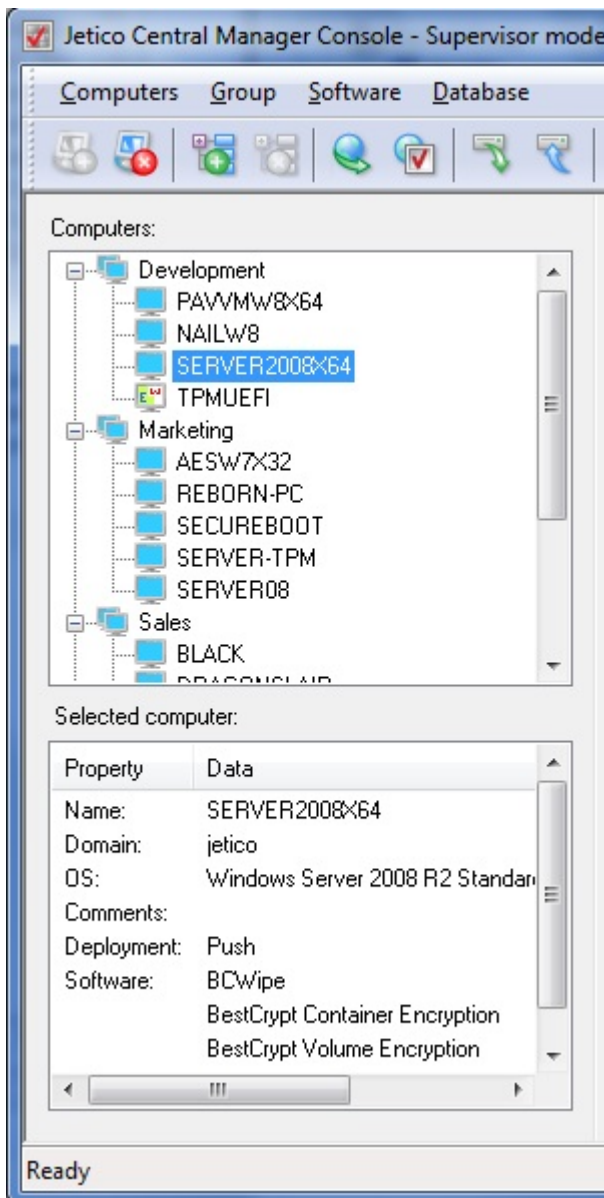 Jetico Central Manager Console - Supervisor mode
Computers Group Software Database
Computers:
Development
PAVVMW8X64
NAILW8
SERVER2008X64
TPMUEFI
Marketing
AESW7X32
REBORN-PC
SECUREBOOT
SERVER-TPM
SERVER08
Sales
BLACK
Selected computer:
Property Data
Name: SERVER2008X64
Domain: jetico
OS: Windows Server 2008 R2 Standar
Comments:
Deployment: Push
Software: BCWipe
BestCrypt Container Encryption
BestCrypt Volume Encryption
Ready